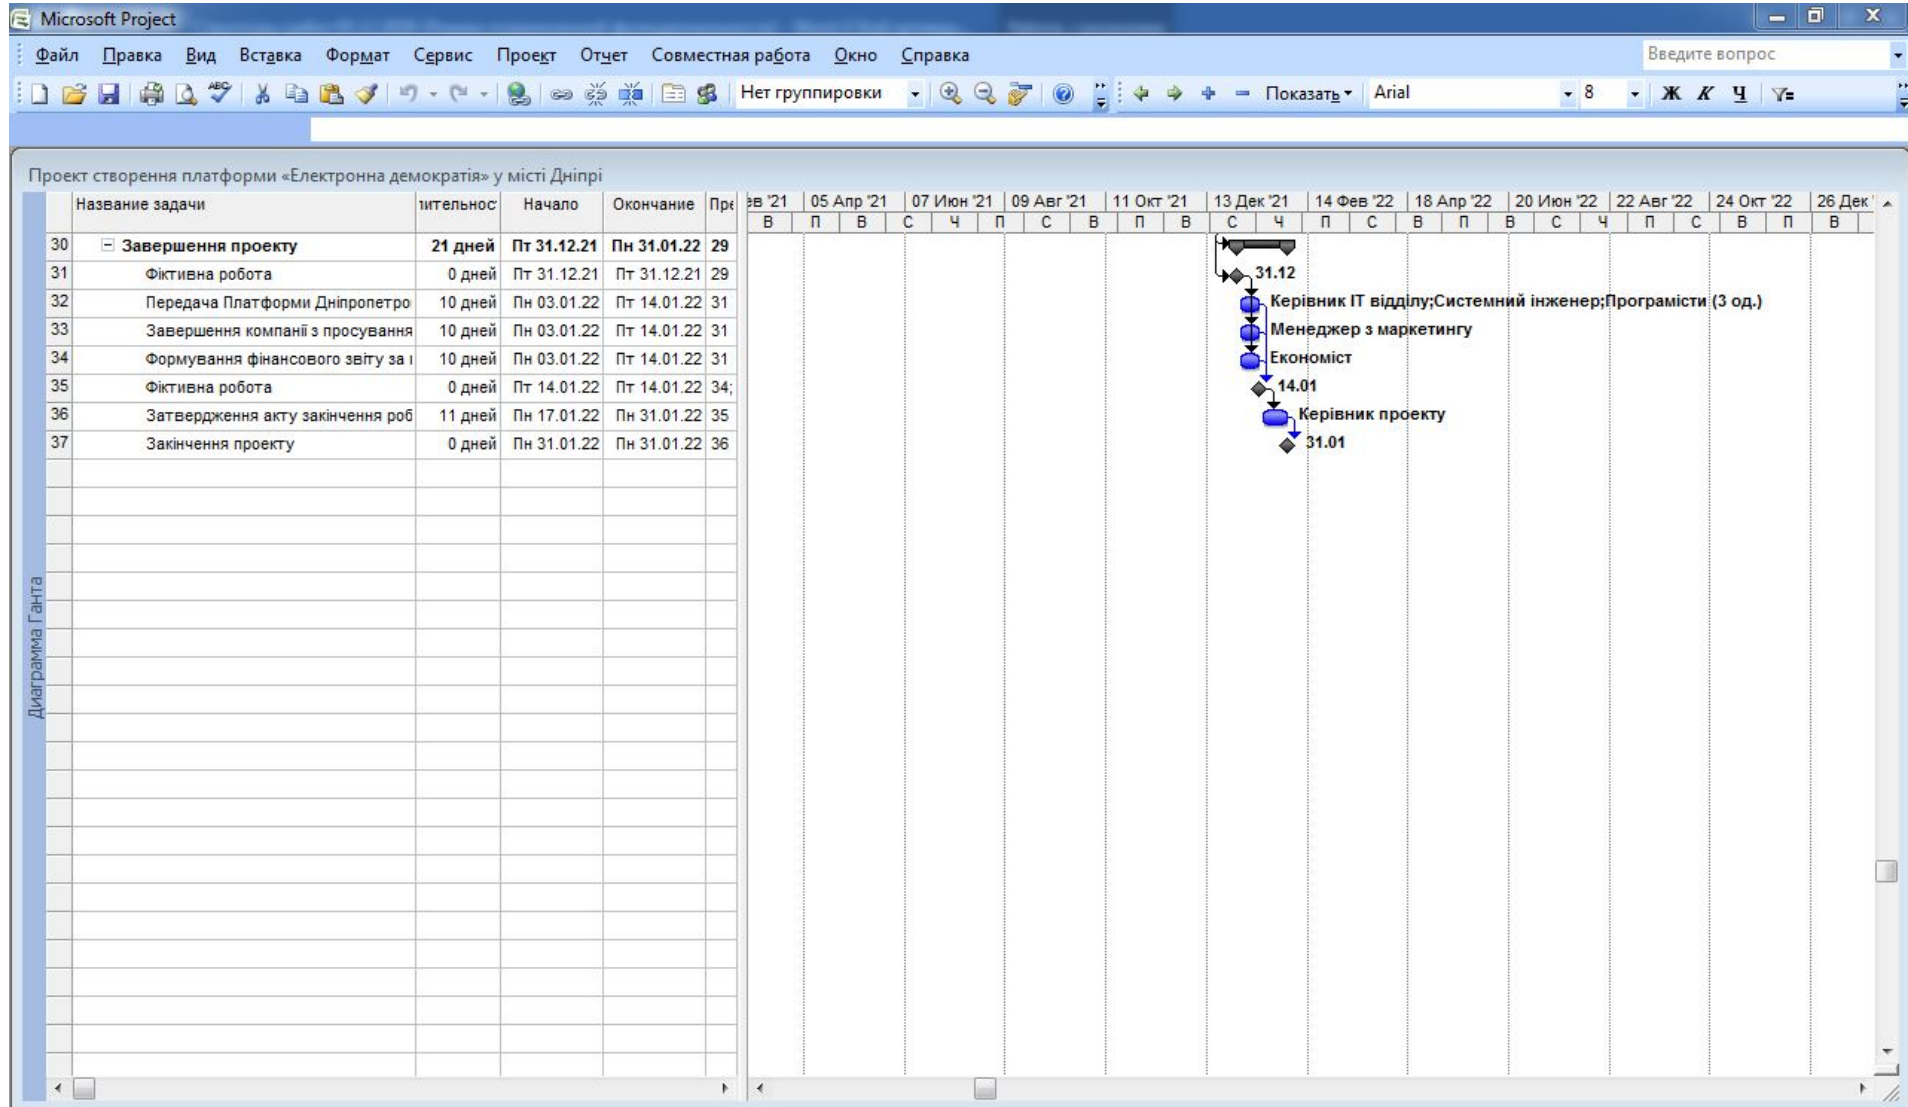 Microsoft Project
Файл Правка Вид Вставка Формат Сервис Проект Отчет Совместная работа Окно Справка Введите вопрос
Нет группировки Показать Arial 8 Ж К Ч
Проект створення платформи «Електронна демократія» у місті Дніпрі
Название задачи ительнос Начало Окончание Пре
эв '21 05 Апр '21 07 Июн '21 09 Авг '21 11 Окт '21 13 Дек '21 14 Фев '22 18 Апр '22 20 Июн '22 22 Авг '22 24 Окт '22 26 Дек '
В П В С Ч П С В П В С Ч П С В П В С Ч П С В П В
30 Завершення проекту 21 дней Пт 31.12.21 Пн 31.01.22 29
31 Фіктивна робота 0 дней Пт 31.12.21 Пт 31.12.21 29 31.12
32 Передача Платформи Дніпропетро 10 дней Пн 03.01.22 Пт 14.01.22 31 Керівник ІТ відділу;Системний інженер;Програмісти (3 од.)
33 Завершення компанії з просування 10 дней Пн 03.01.22 Пт 14.01.22 31 Менеджер з маркетингу
34 Формування фінансового звіту за 10 дней Пн 03.01.22 Пт 14.01.22 31 Економіст
35 Фіктивна робота 0 дней Пт 14.01.22 Пт 14.01.22 34; 14.01
36 Затвердження акту закінчення роб 11 дней Пн 17.01.22 Пн 31.01.22 35 Керівник проекту
37 Закінчення проекту 0 дней Пн 31.01.22 Пн 31.01.22 36 31.01
Диаграмма Ганта